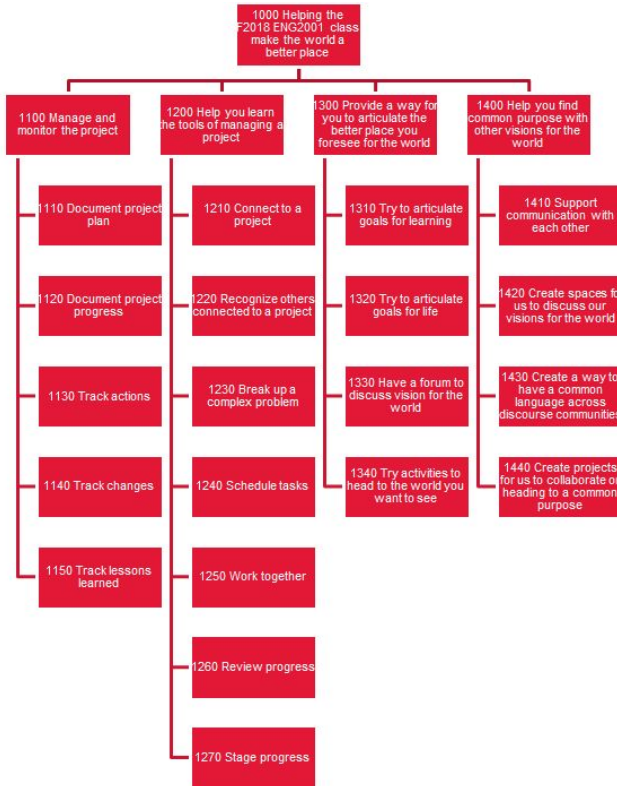 1000 Helping the
F2018 ENG2001 class
make the world a
better place
1100 Manage and
monitor the project
1200 Help you learn
the tools of managing a
project
1300 Provide a way for
you to articulate the
better place you
foresee for the world
1400 Help you find
common purpose with
other visions for the
world
1110 Document project
plan
1120 Document project
progress
1130 Track actions
1140 Track changes
1150 Track lessons
learned
1210 Connect to a
project
1220 Recognize others
connected to a project
1230 Break up a
complex problem
1240 Schedule tasks
1250 Work together
1260 Review progress
1270 Stage progress
1310 Try to articulate
goals for learning
1320 Try to articulate
goals for life
1330 Have a forum to
discuss vision for the
world
1340 Try activities to
head to the world you
want to see
1410 Support
communication with
each other
1420 Create spaces for
us to discuss our
visions for the world
1430 Create a way to
have a common
language across
discourse communities
1440 Create projects
for us to collaborate on
heading to a common
purpose